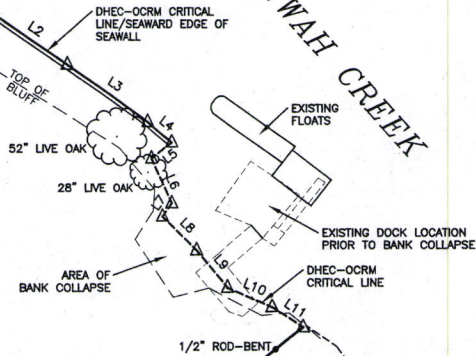 DHEC-OCRM CRITICAL
LINE/SEAWARD EDGE OF
SEAWALL
L2
WAH CREEK
L3
TOP OF
BLUFF
EXISTING
FLOATS
L4
52" LIVE OAK
L5
28" LIVE OAK
L6
EXISTING DOCK LOCATION
PRIOR TO BANK COLLAPSE
L8
AREA OF
BANK COLLAPSE
L9
DHEC-OCRM
CRITICAL LINE
L10
L11
1/2" ROD-BENT